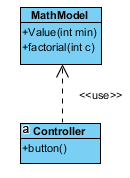 MathModel
+Value(int min)
+factorial(int c)
<<use>>
a Controller
+button()